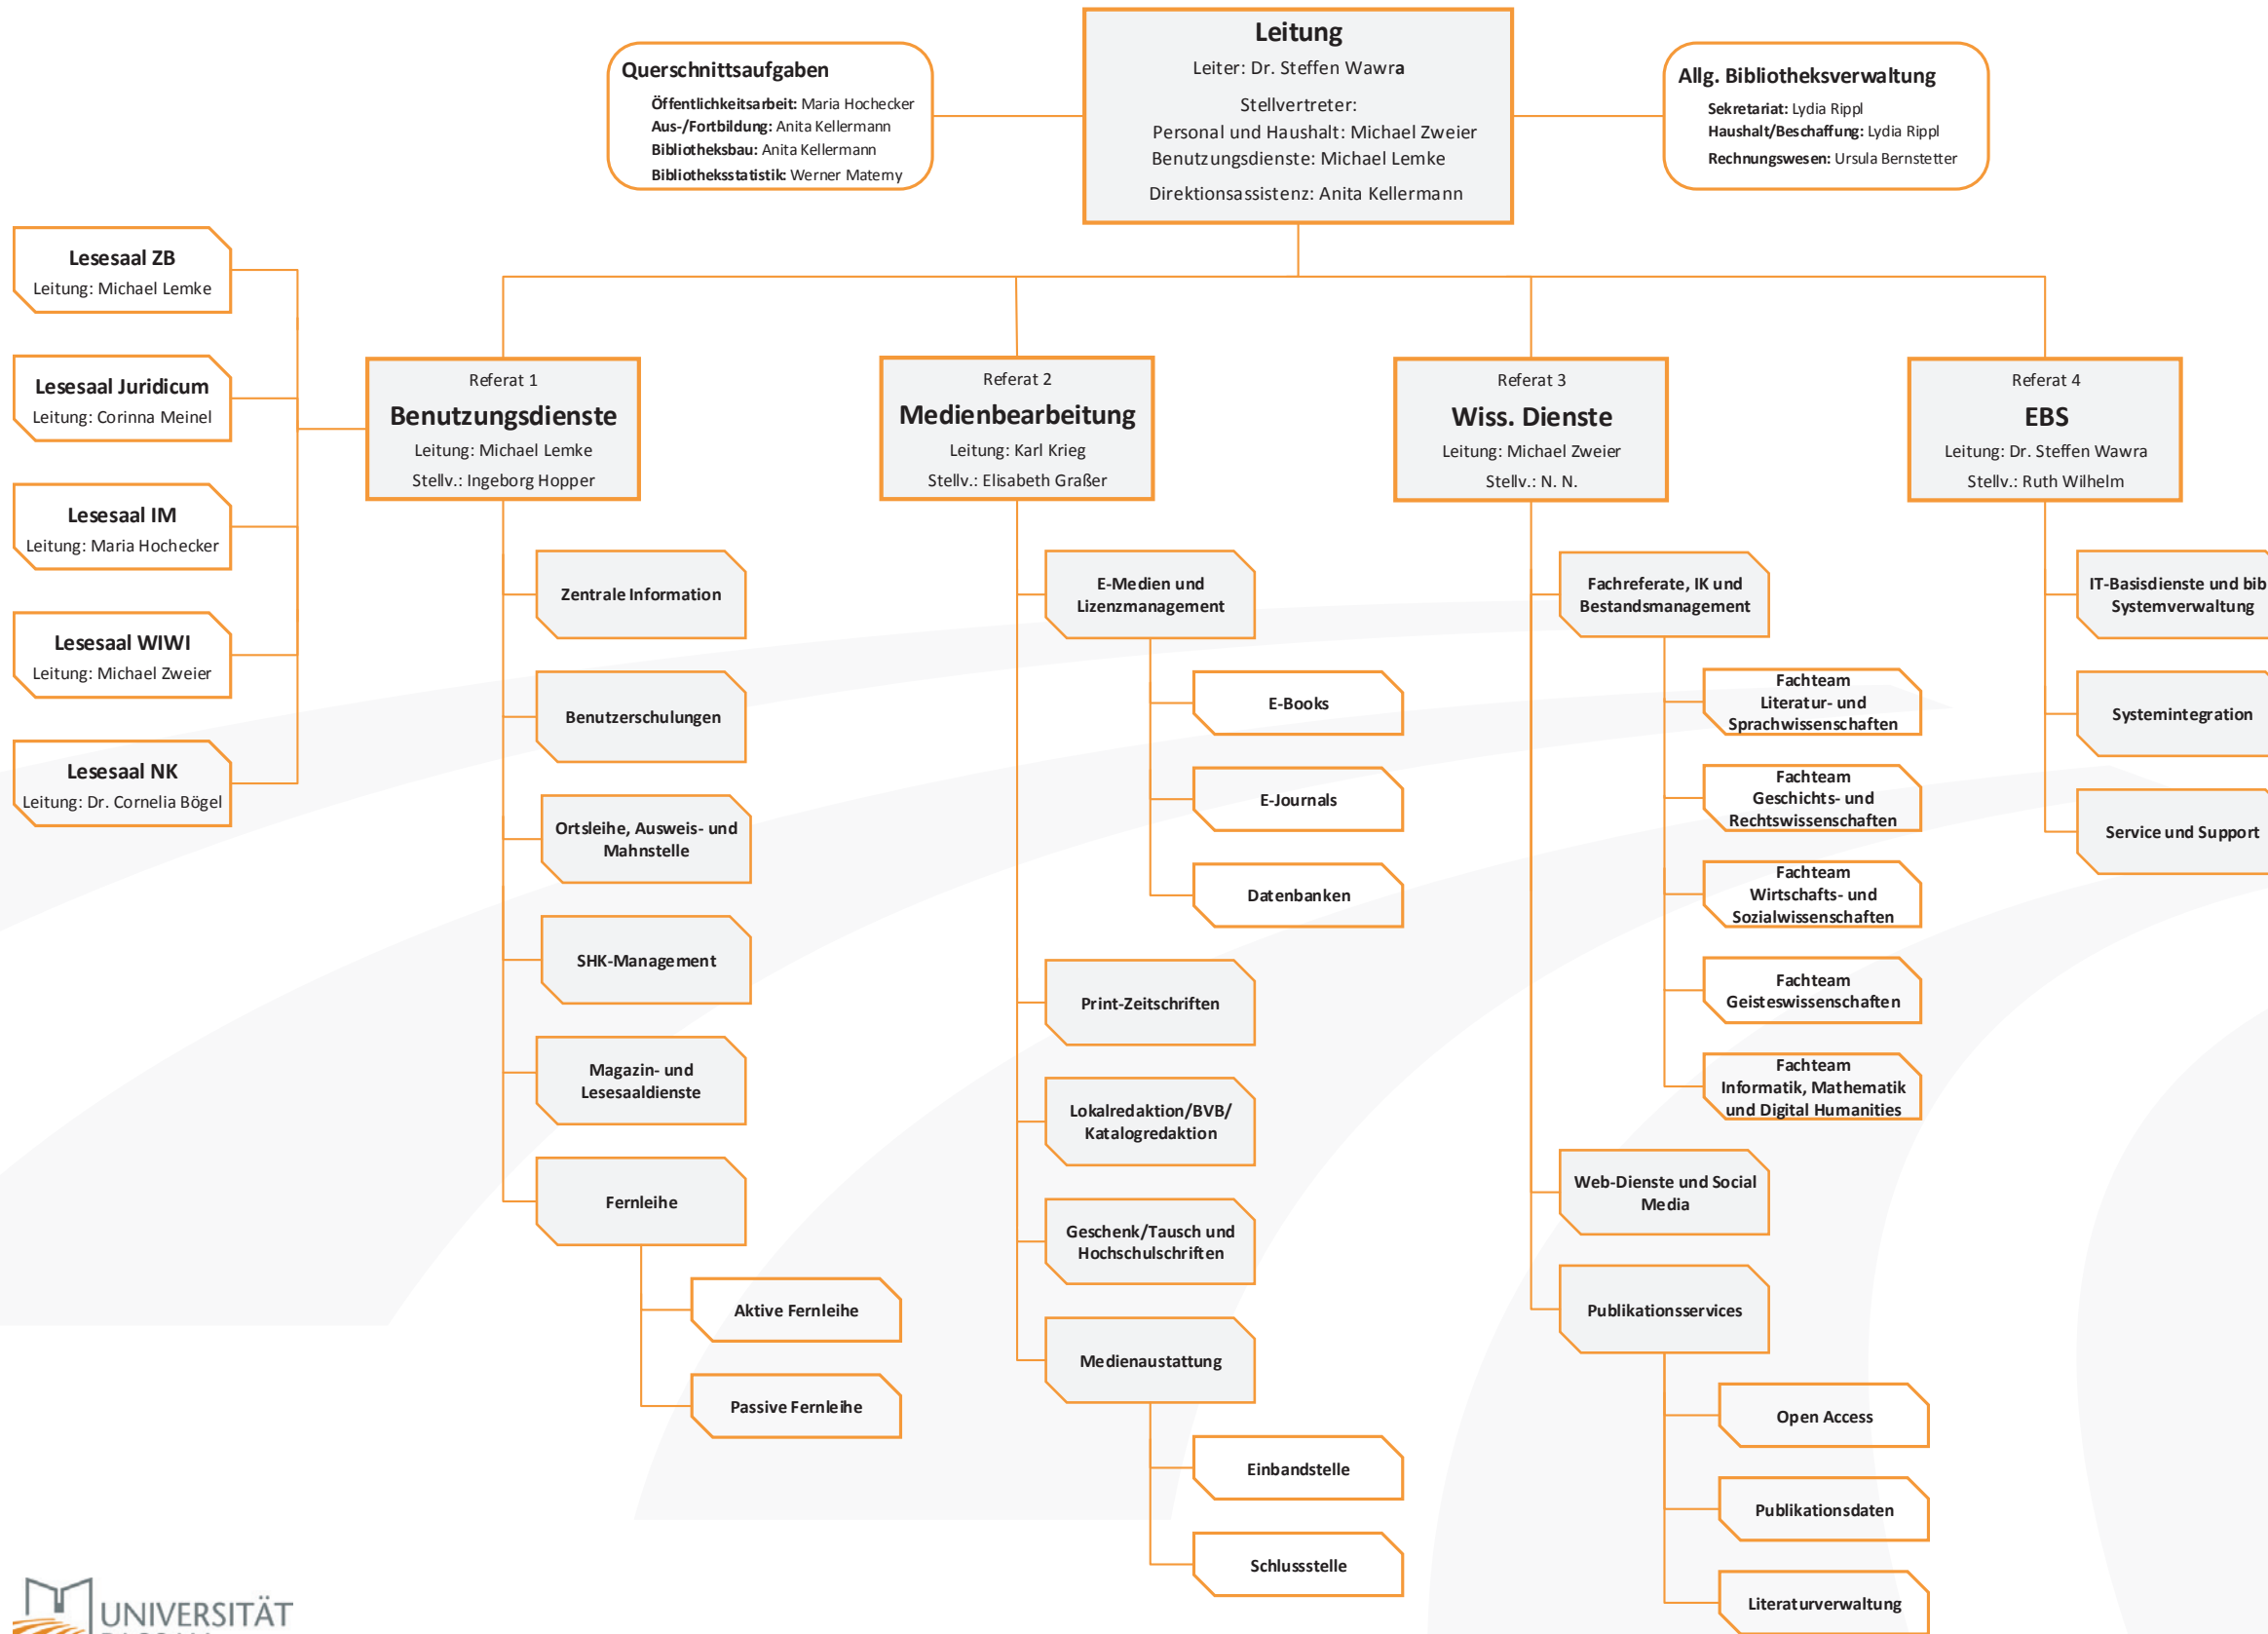 Leitung
Leiter: Dr. Steffen Wawra
Stellvertreter:
Personal und Haushalt: Michael Zweier
Benutzungsdienste: Michael Lemke
Direktionsassistenz: Anita Kellermann
Querschnittsaufgaben
Öffentlichkeitsarbeit: Maria Hochecker
Aus-/Fortbildung: Anita Kellermann
Bibliotheksbau: Anita Kellermann
Bibliotheksstatistik: Werner Materny
Allg. Bibliotheksverwaltung
Sekretariat: Lydia Rippl
Haushalt/Beschaffung: Lydia Rippl
Rechnungswesen: Ursula Bernstetter
Lesesaal ZB
Leitung: Michael Lemke
Lesesaal Juridicum
Leitung: Corinna Meinel
Lesesaal IM
Leitung: Maria Hochecker
Lesesaal WIWI
Leitung: Michael Zweier
Lesesaal NK
Leitung: Dr. Cornelia Bögel
Referat 1
Benutzungsdienste
Leitung: Michael Lemke
Stellv.: Ingeborg Hopper
Zentrale Information
Benutzerschulungen
Ortsleihe, Ausweis- und
Mahnstelle
SHK-Management
Magazin- und
Lesesaaldienste
Fernleihe
Aktive Fernleihe
Passive Fernleihe
Referat 2
Medienbearbeitung
Leitung: Karl Krieg
Stellv.: Elisabeth Graßer
E-Medien und
Lizenzmanagement
E-Books
E-Journals
Datenbanken
Print-Zeitschriften
Lokalredaktion/BVB/
Katalogredaktion
Geschenk/Tausch und
Hochschulschriften
Medienaustattung
Einbandstelle
Schlussstelle
Referat 3
Wiss. Dienste
Leitung: Michael Zweier
Stellv.: N. N.
Fachreferate, IK und
Bestandsmanagement
Fachteam
Literatur- und
Sprachwissenschaften
Fachteam
Geschichts- und
Rechtswissenschaften
Fachteam
Wirtschafts- und
Sozialwissenschaften
Fachteam
Geisteswissenschaften
Fachteam
Informatik, Mathematik
und Digital Humanities
Web-Dienste und Social
Media
Publikationsservices
Open Access
Publikationsdaten
Literaturverwaltung
Referat 4
EBS
Leitung: Dr. Steffen Wawra
Stellv.: Ruth Wilhelm
IT-Basisdienste und bib
Systemverwaltung
Systemintegration
Service und Support
UNIVERSITÄT